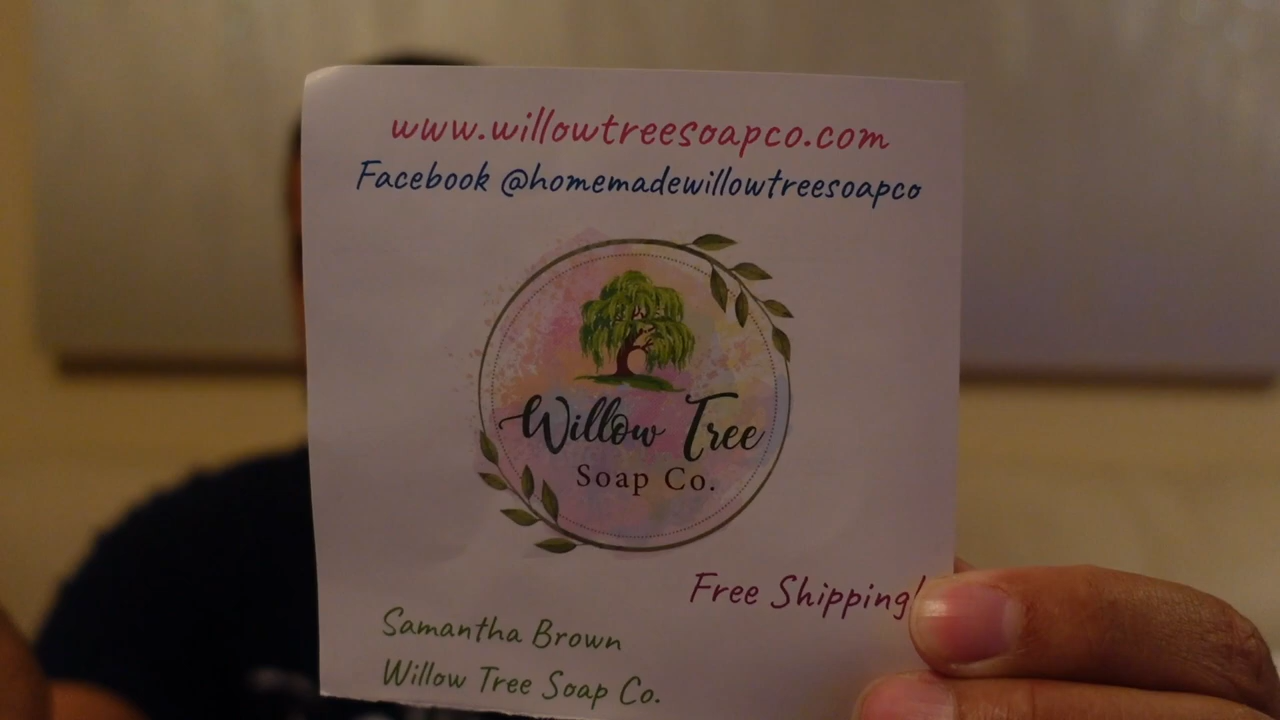 www.willowtreesoapco.com
Facebook @homemadewillowtreesoapco
Willow Tree
Soap Co.
Free Shipping!
Samantha Brown
Willow Tree Soap Co.